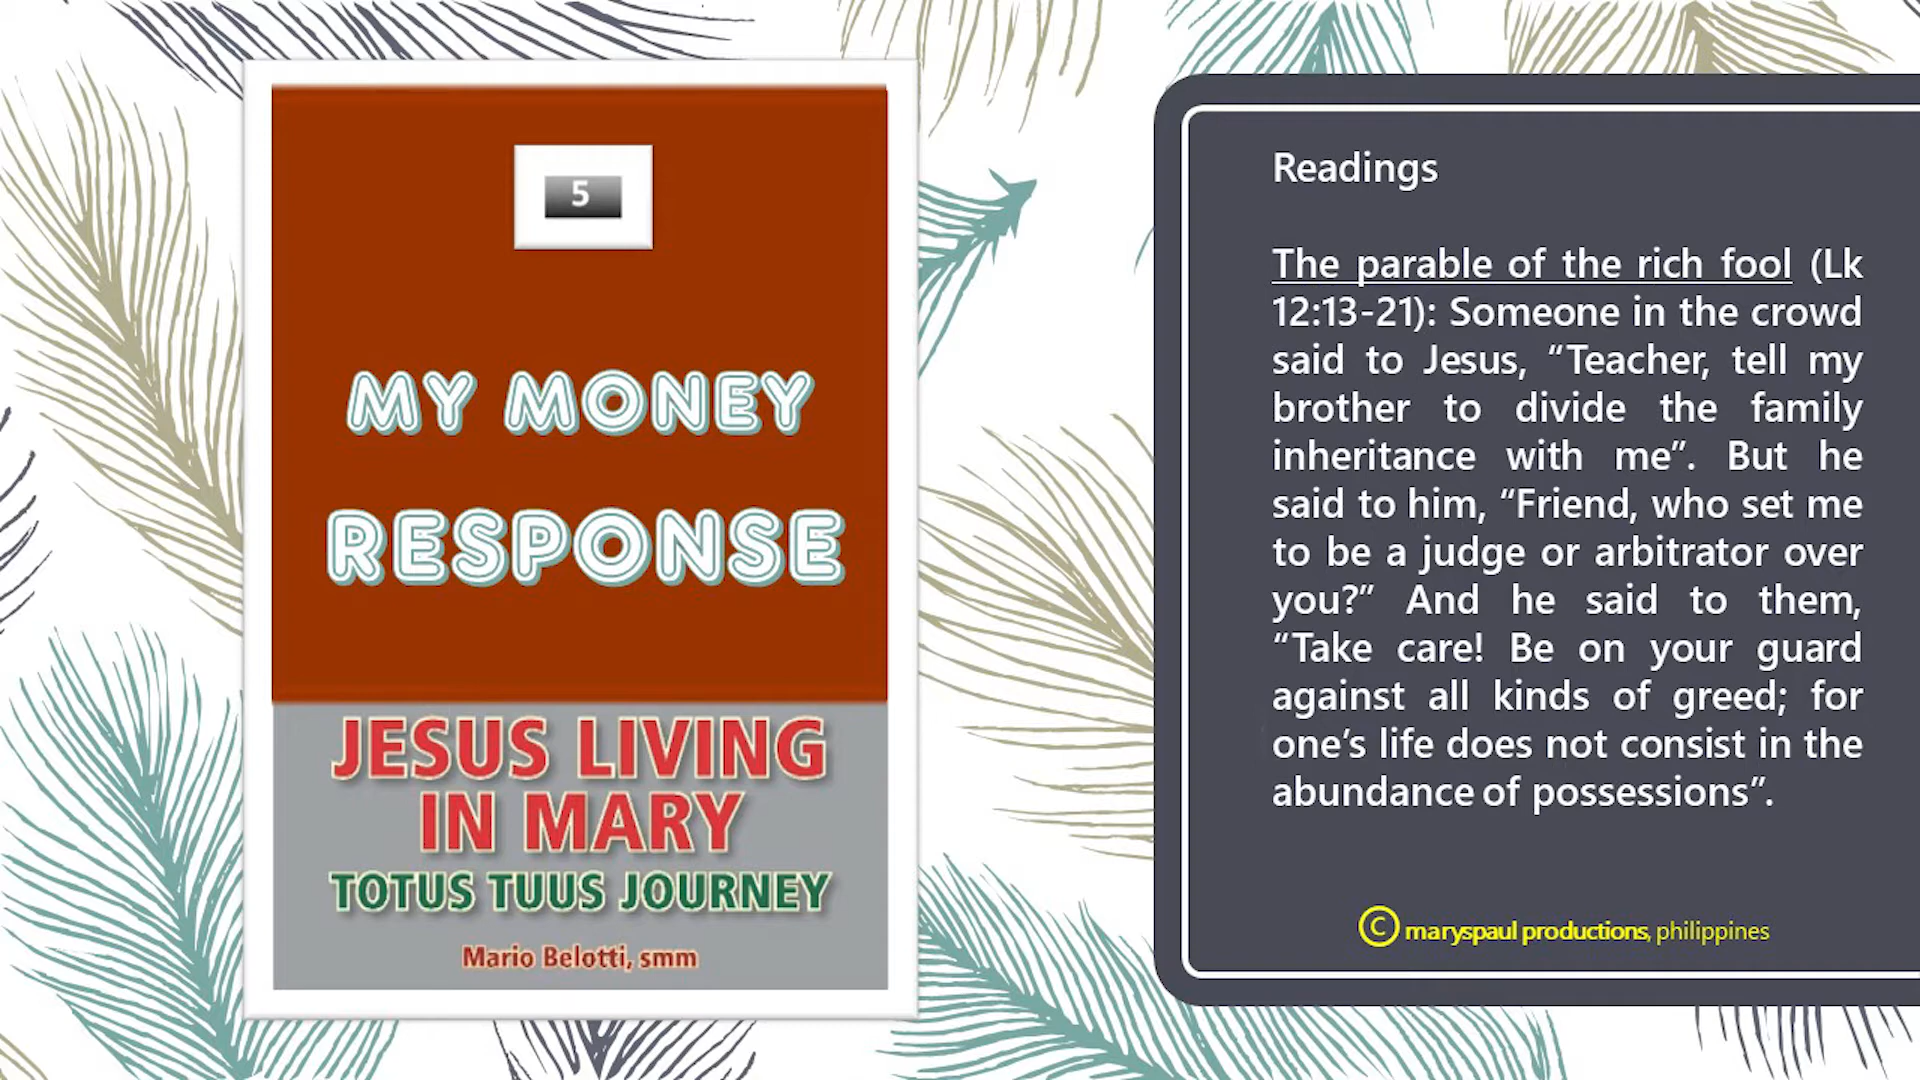 5
MY MONEY
RESPONSE
JESUS LIVING
IN MARY
TOTUS TUUS JOURNEY
Mario Belotti, smm
Readings
The parable of the rich fool (Lk
12:13-21): Someone in the crowd
said to Jesus, “Teacher, tell my
brother to divide the family
inheritance with me”. But he
said to him, “Friend, who set me
to be a judge or arbitrator over
you?” And he said to them,
“Take care! Be on your guard
against all kinds of greed; for
one’s life does not consist in the
abundance of possessions”.
© maryspaul productions, philippines